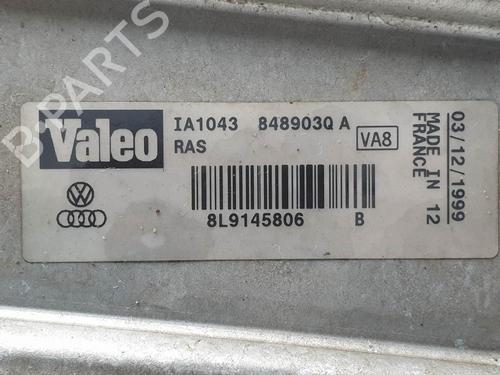 B-PARTS
Valeo
IA1043 848903Q A
RAS
VA8
8L9145806 B
03/12/1999
MADE IN 12
FRANCE